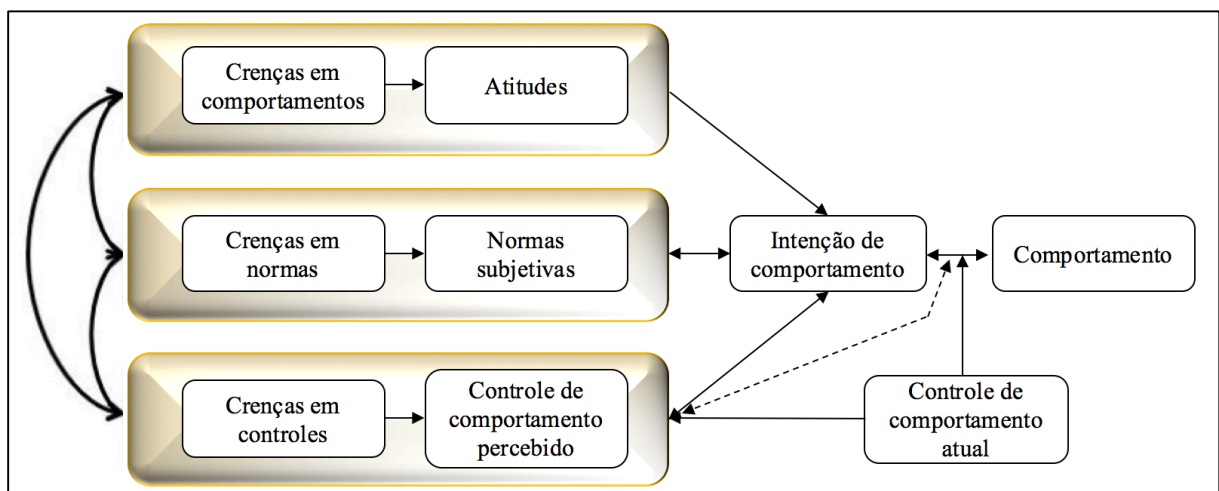 Crenças em
comportamentos
Atitudes
Crenças em
normas
Normas
subjetivas
Intenção de
comportamento
Comportamento
Crenças em
controles
Controle de
comportamento
percebido
Controle de
comportamento
atual